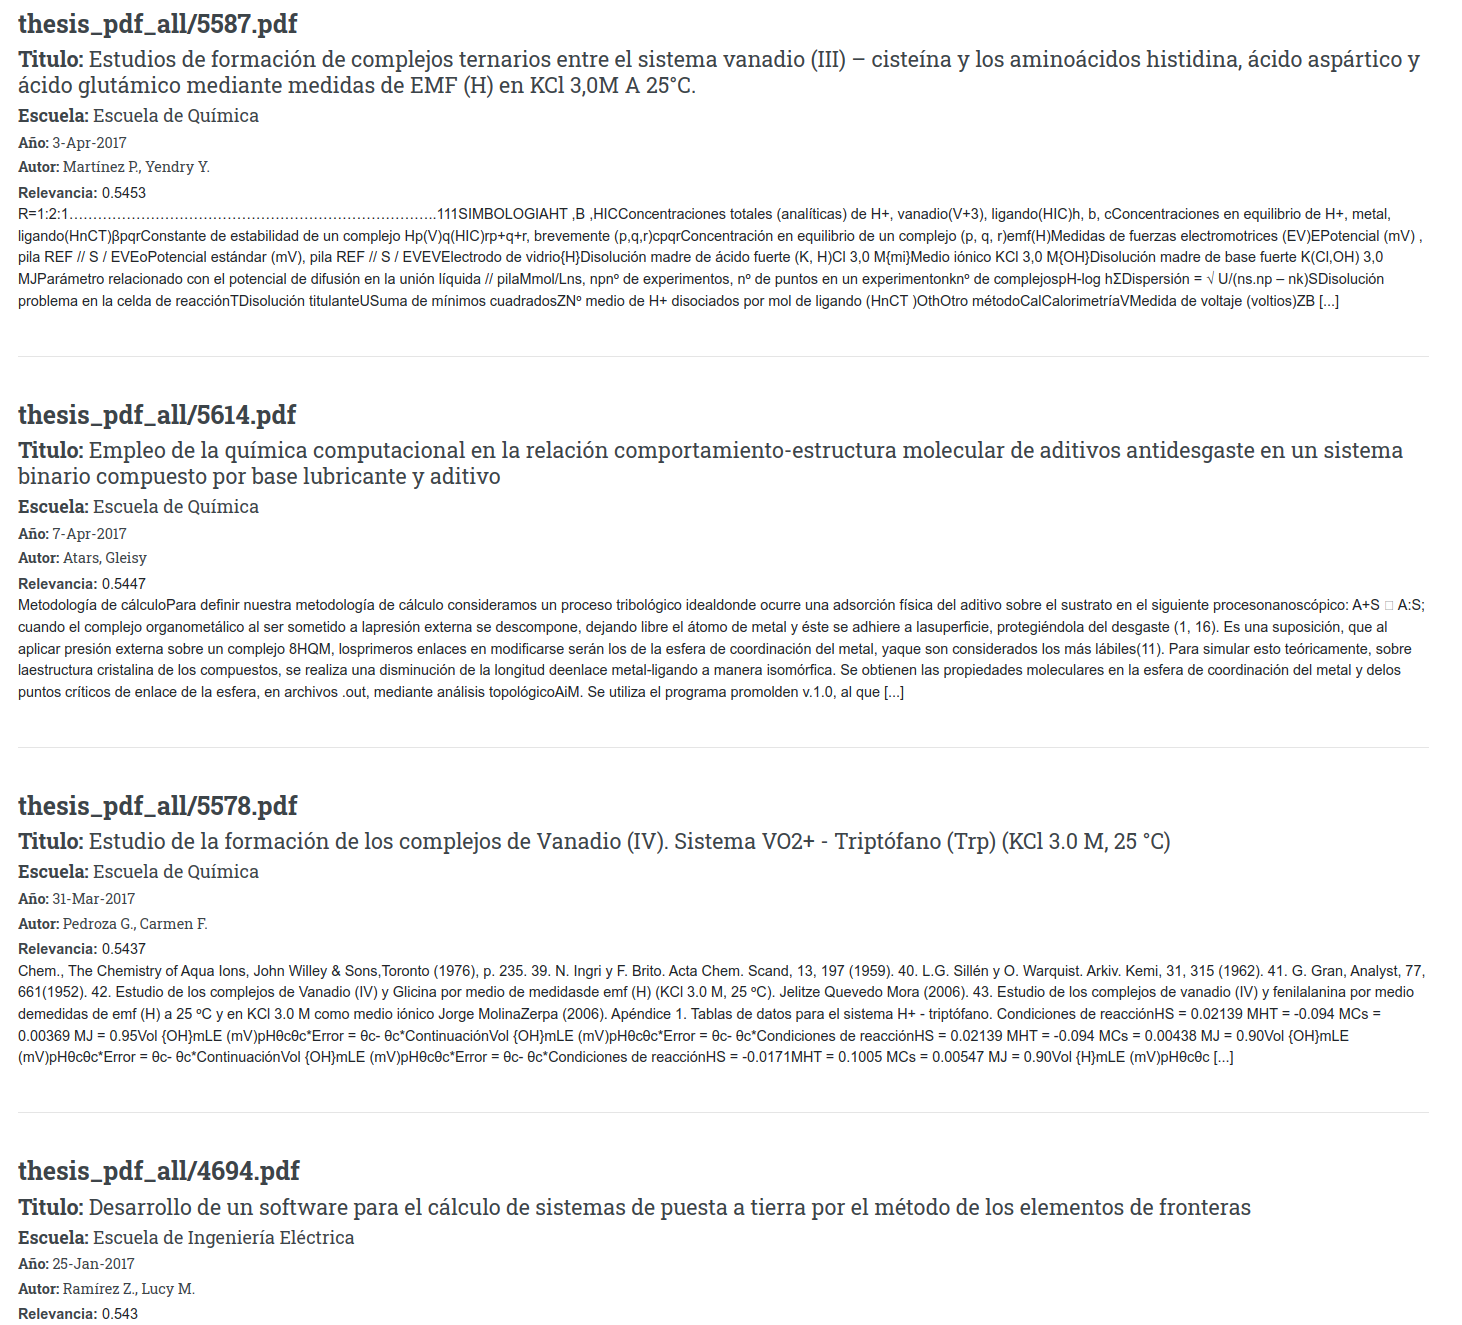 thesis_pdf_all/5587.pdf
Titulo: Estudios de formación de complejos ternarios entre el sistema vanadio (III) – cisteína y los aminoácidos histidina, ácido aspártico y
ácido glutámico mediante medidas de EMF (H) en KCl 3,0M A 25°C.
Escuela: Escuela de Química
Año: 3-Apr-2017
Autor: Martínez P., Yendry Y.
Relevancia: 0.5453
R=1:2:1…………………………………………………………………..111SIMBOLOGIAHT ,B ,HICConcentraciones totales (analíticas) de H+, vanadio(V+3), ligando(HIC)h, b, cConcentraciones en equilibrio de H+, metal,
ligando(HnCT)βpqrConstante de estabilidad de un complejo Hp(V)q(HIC)rp+q+r, brevemente (p,q,r)cpqrConcentración en equilibrio de un complejo (p, q, r)emf(H)Medidas de fuerzas electromotrices (EV)EPotencial (mV) ,
pila REF // S / EVEoPotencial estándar (mV), pila REF // S / EVEVElectrodo de vidrio{H}Disolución madre de ácido fuerte (K, H)Cl 3,0 M{mi}Medio iónico KCl 3,0 M{OH}Disolución madre de base fuerte K(Cl,OH) 3,0
MJParámetro relacionado con el potencial de difusión en la unión líquida // pilaMmol/Lns, npnº de experimentos, nº de puntos en un experimentonknº de complejospH-log hΣDispersión = √ U/(ns.np – nk)SDisolución
problema en la celda de reacciónTDisolución titulanteUSuma de mínimos cuadradosZNº medio de H+ disociados por mol de ligando (HnCT )OthOtro métodoCalCalorimetríaVMedida de voltaje (voltios)ZB [...]
thesis_pdf_all/5614.pdf
Titulo: Empleo de la química computacional en la relación comportamiento-estructura molecular de aditivos antidesgaste en un sistema
binario compuesto por base lubricante y aditivo
Escuela: Escuela de Química
Año: 7-Apr-2017
Autor: Atars, Gleisy
Relevancia: 0.5447
Metodología de cálculoPara definir nuestra metodología de cálculo consideramos un proceso tribológico idealdonde ocurre una adsorción física del aditivo sobre el sustrato en el siguiente procesonanoscópico: A+S □ A:S;
cuando el complejo organometálico al ser sometido a lapresión externa se descompone, dejando libre el átomo de metal y éste se adhiere a lasuperficie, protegiéndola del desgaste (1, 16). Es una suposición, que al
aplicar presión externa sobre un complejo 8HQM, losprimeros enlaces en modificarse serán los de la esfera de coordinación del metal, yaque son considerados los más lábiles(11). Para simular esto teóricamente, sobre
laestructura cristalina de los compuestos, se realiza una disminución de la longitud deenlace metal-ligando a manera isomórfica. Se obtienen las propiedades moleculares en la esfera de coordinación del metal y delos
puntos críticos de enlace de la esfera, en archivos .out, mediante análisis topológicoAiM. Se utiliza el programa promolden v.1.0, al que [...]
thesis_pdf_all/5578.pdf
Titulo: Estudio de la formación de los complejos de Vanadio (IV). Sistema VO2+ - Triptófano (Trp) (KCl 3.0 M, 25 °C)
Escuela: Escuela de Química
Año: 31-Mar-2017
Autor: Pedroza G., Carmen F.
Relevancia: 0.5437
Chem., The Chemistry of Aqua Ions, John Willey & Sons,Toronto (1976), p. 235. 39. N. Ingri y F. Brito. Acta Chem. Scand, 13, 197 (1959). 40. L.G. Sillén y O. Warquist. Arkiv. Kemi, 31, 315 (1962). 41. G. Gran, Analyst, 77,
661(1952). 42. Estudio de los complejos de Vanadio (IV) y Glicina por medio de medidasde emf (H) (KCl 3.0 M, 25 ºC). Jelitze Quevedo Mora (2006). 43. Estudio de los complejos de vanadio (IV) y fenilalanina por medio
demedidas de emf (H) a 25 ºC y en KCl 3.0 M como medio iónico Jorge MolinaZerpa (2006). Apéndice 1. Tablas de datos para el sistema H+ - triptófano. Condiciones de reacciónHS = 0.02139 MHT = -0.094 MCs =
0.00369 MJ = 0.95Vol {OH}mLE (mV)pHθcθc*Error = θc- θc*ContinuaciónVol {OH}mLE (mV)pHθcθc*Error = θc- θc*Condiciones de reacciónHS = 0.02139 MHT = -0.094 MCs = 0.00438 MJ = 0.90Vol {OH}mLE
(mV)pHθcθc*Error = θc- θc*ContinuaciónVol {OH}mLE (mV)pHθcθc*Error = θc- θc*Condiciones de reacciónHS = -0.0171MHT = 0.1005 MCs = 0.00547 MJ = 0.90Vol {H}mLE (mV)pHθcθc [...]
thesis_pdf_all/4694.pdf
Titulo: Desarrollo de un software para el cálculo de sistemas de puesta a tierra por el método de los elementos de fronteras
Escuela: Escuela de Ingeniería Eléctrica
Año: 25-Jan-2017
Autor: Ramírez Z., Lucy M.
Relevancia: 0.543